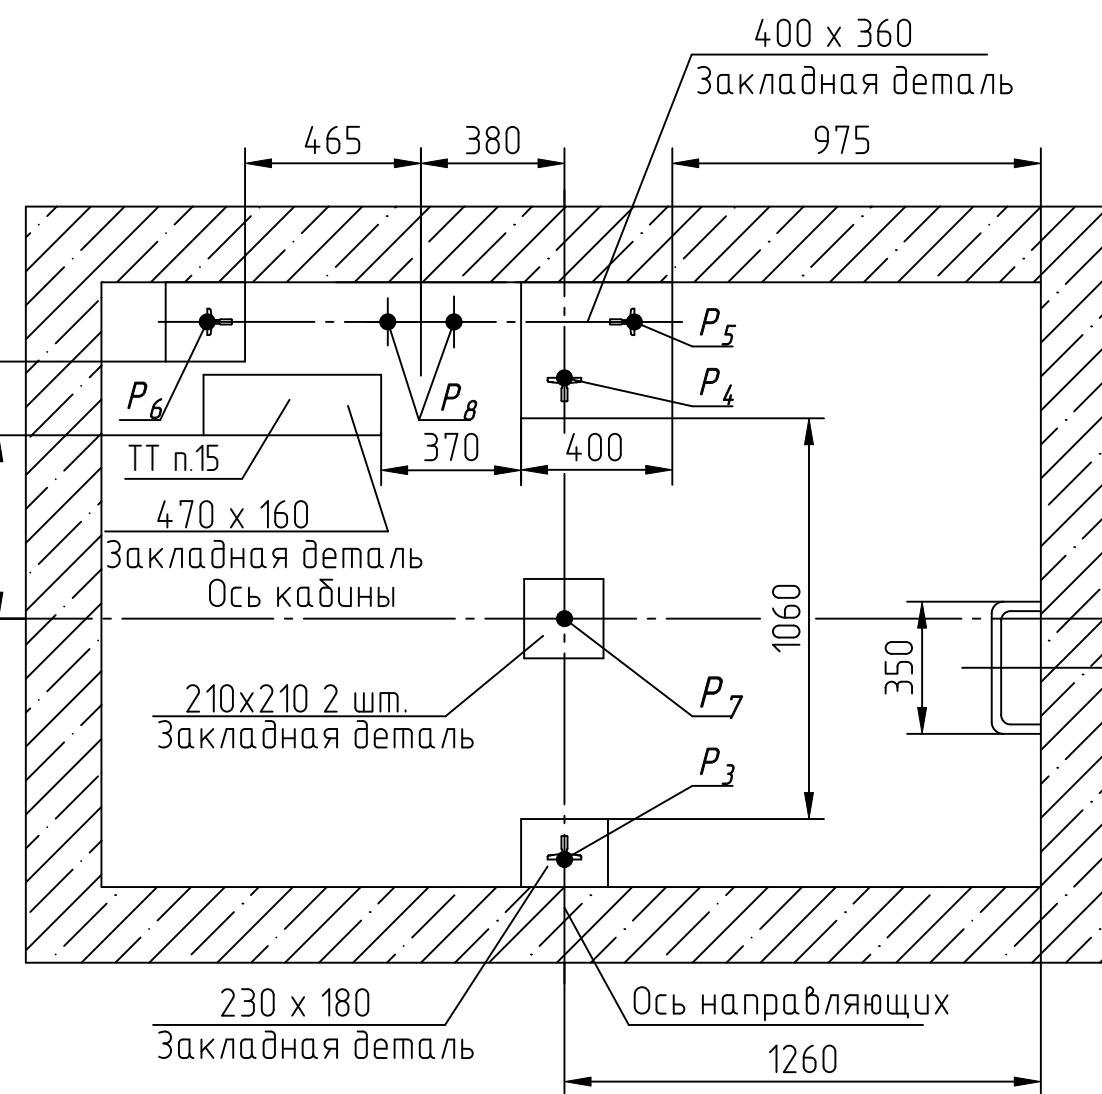 400 x 360
Закладная деталь
465
380
975
P5
P4
P6
P8
ТТ п.15
370
400
470 x 160
Закладная деталь
Ось кабины
1060
350
210x210 2 шт.
Закладная деталь
P7
P3
230 x 180
Закладная деталь
Ось направляющих
1260